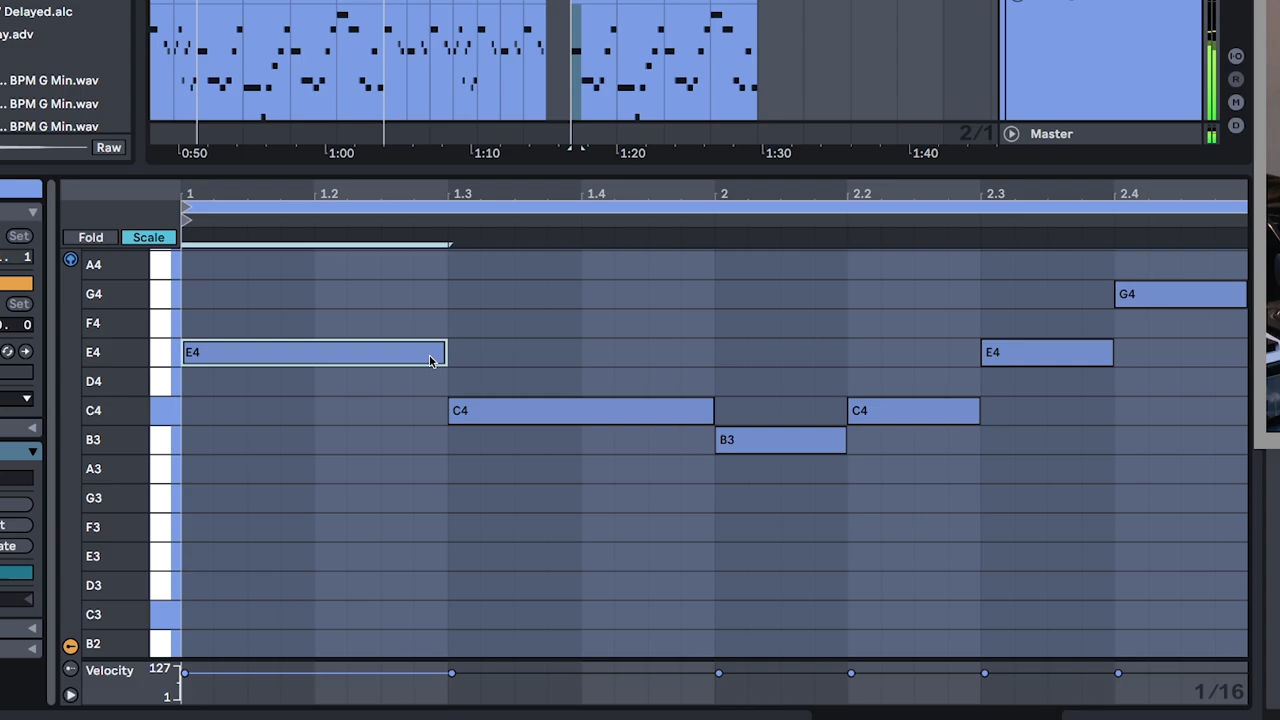 ' Delayed.alc
ay.adv
.. BPM G Min.wav
.. BPM G Min.wav
.. BPM G Min.wav
Raw
2/1
Master
I·O
R
M
D
0:50 1:00 1:10 1:20 1:30 1:40
1 1.2 1.3 1.4 2 2.2 2.3 2.4
Fold Scale
Set
.. 1
Set
0. 0
t
ate
A4
G4 G4
F4
E4 E4 E4
D4
C4 C4 C4
B3 B3
A3
G3
F3
E3
D3
C3
B2
Velocity 127
1
1/16